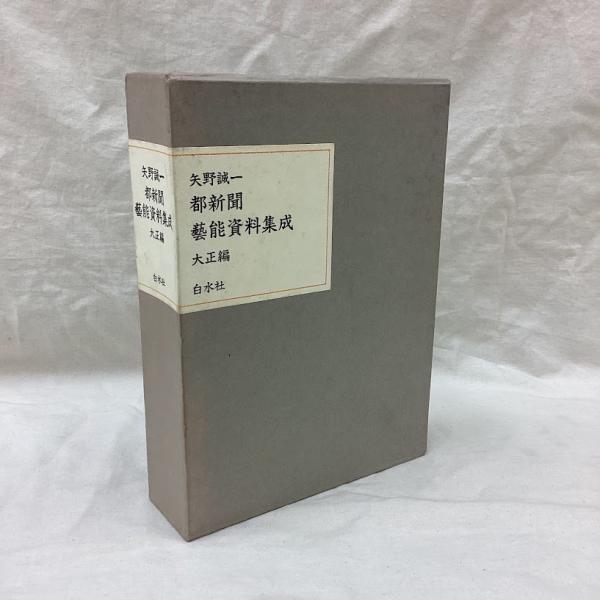 矢野誠一
都新聞
藝能資料集成
大正編
白水社
矢野誠一
都新聞
藝能資料集成
大正編
白水社